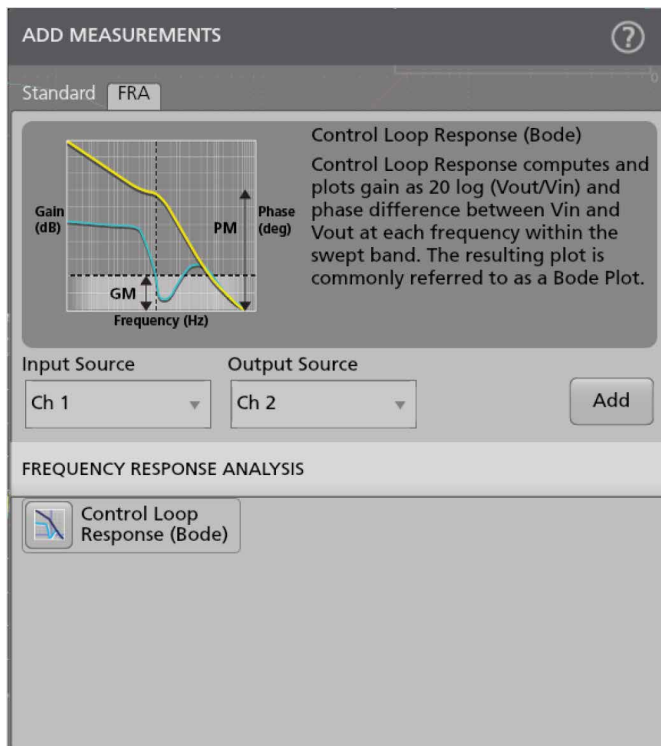 ADD MEASUREMENTS
?
Standard FRA
Control Loop Response (Bode)
Control Loop Response computes and
plots gain as 20 log (Vout/Vin) and
phase difference between Vin and
Vout at each frequency within the
swept band. The resulting plot is
commonly referred to as a Bode Plot.
Gain
(dB)
PM
Phase
(deg)
GM
Frequency (Hz)
Input Source
Output Source
Ch 1
Ch 2
Add
FREQUENCY RESPONSE ANALYSIS
Control Loop
Response (Bode)